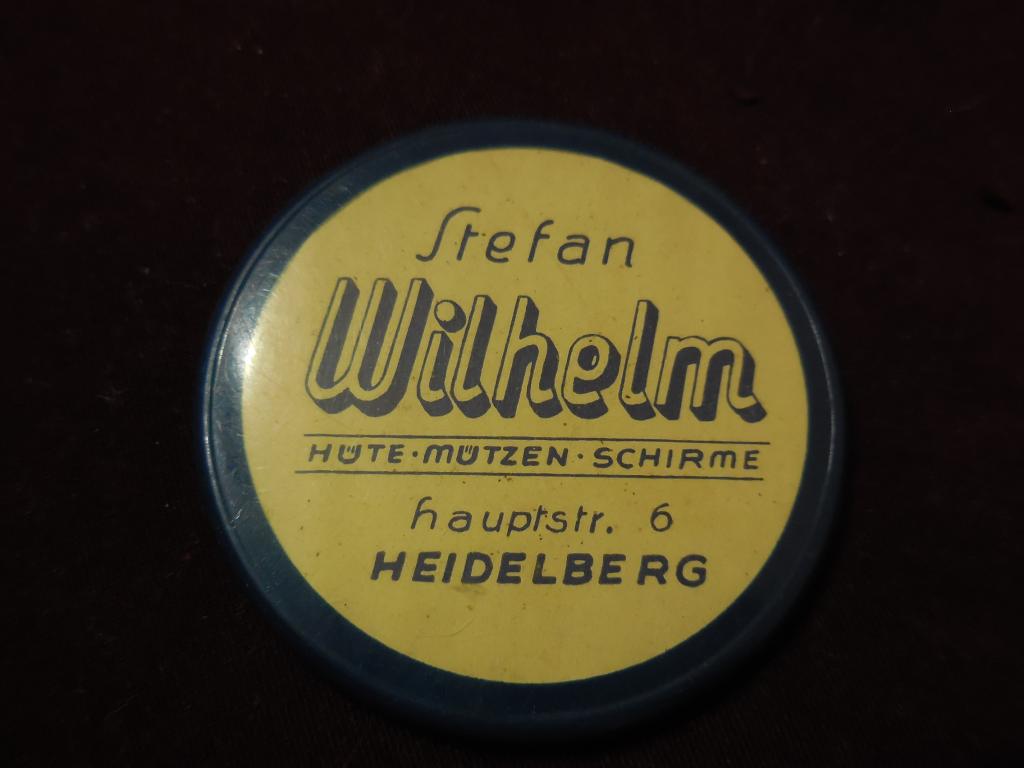 Stefan
Wilhelm
HÜTE·MÜTZEN·SCHIRME
hauptstr. 6
HEIDELBERG